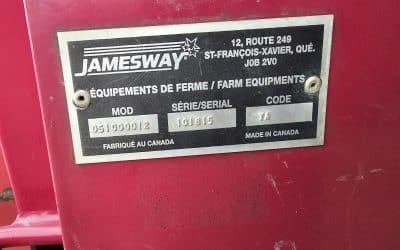 JAMESWAY
12, ROUTE 249
ST-FRANÇOIS-XAVIER, QUÉ.
J0B 2V0
ÉQUIPEMENTS DE FERME / FARM EQUIPMENTS
MOD SÉRIE/SERIAL CODE
051000012 101815 YA
FABRIQUÉ AU CANADA MADE IN CANADA